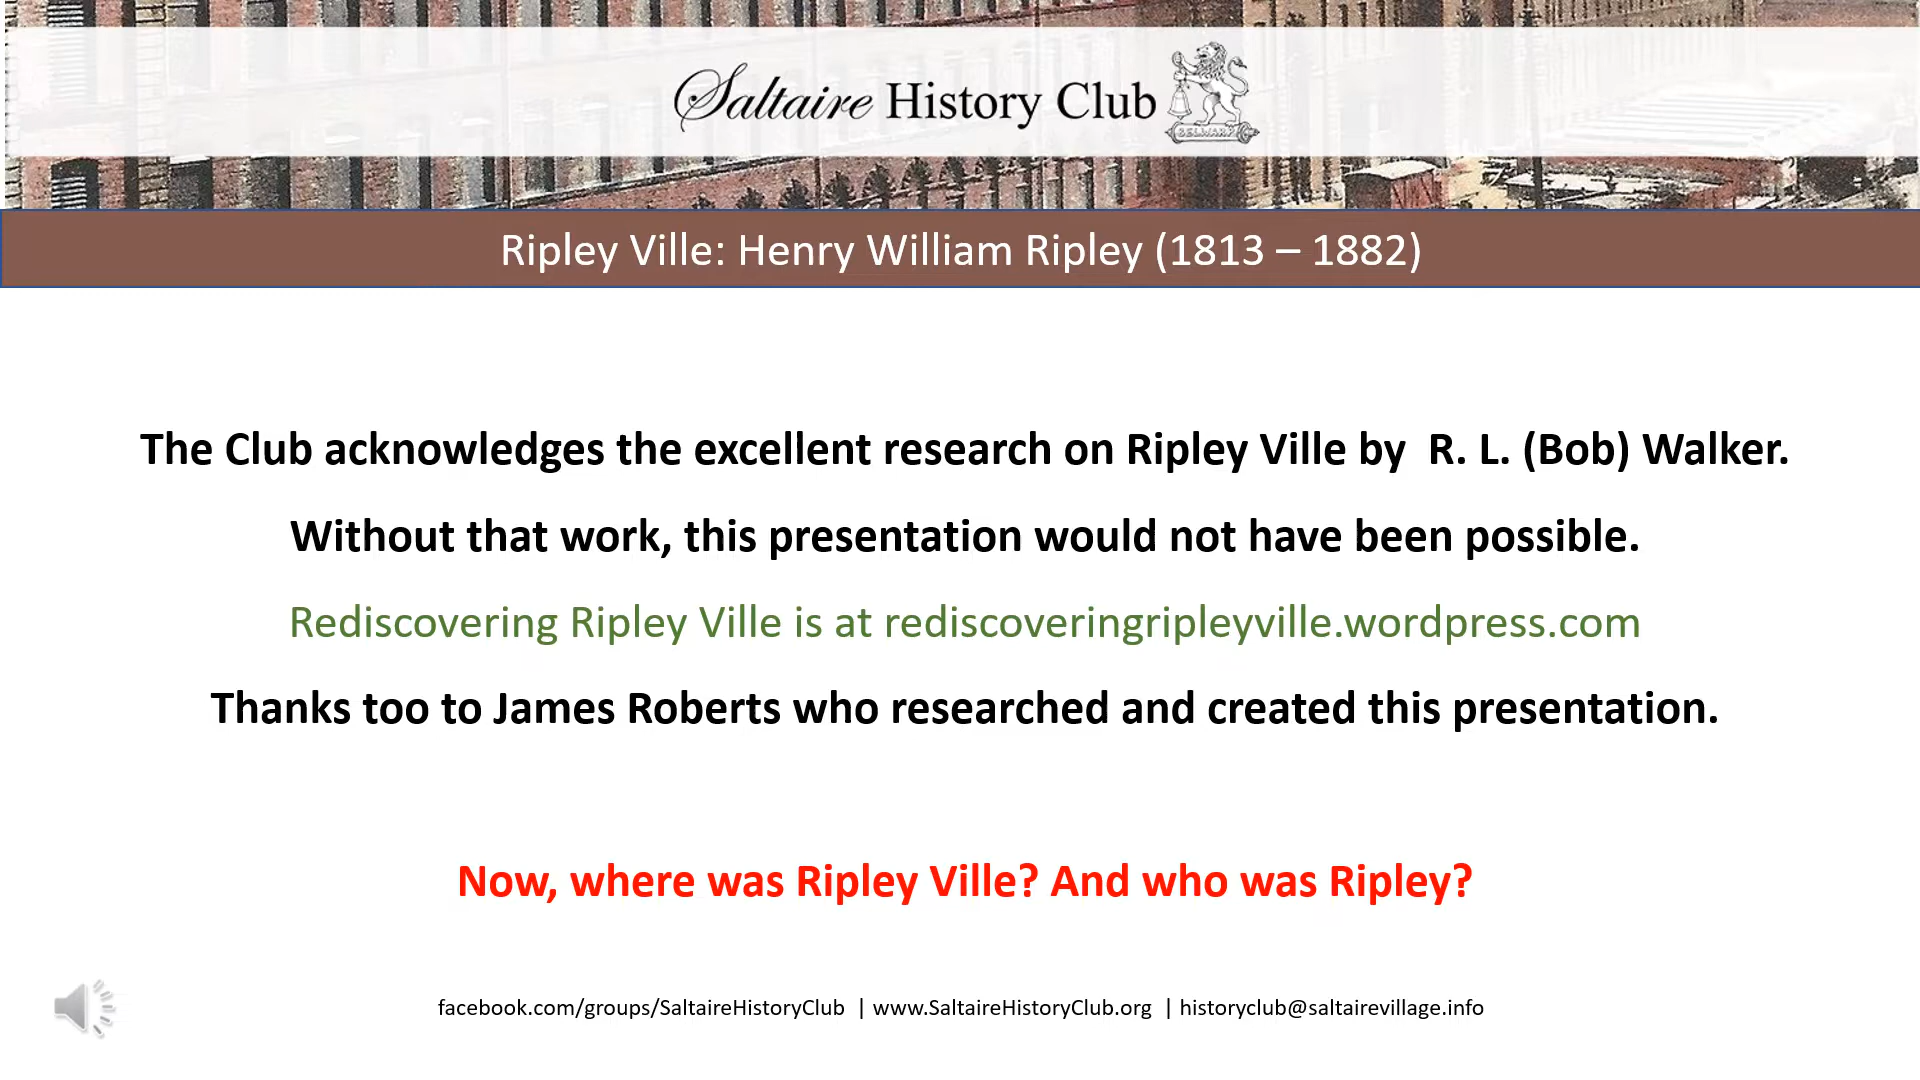 Saltaire History Club
Ripley Ville: Henry William Ripley (1813 – 1882)
The Club acknowledges the excellent research on Ripley Ville by  R. L. (Bob) Walker.
Without that work, this presentation would not have been possible.
Rediscovering Ripley Ville is at rediscoveringripleyville.wordpress.com
Thanks too to James Roberts who researched and created this presentation.
Now, where was Ripley Ville? And who was Ripley?
facebook.com/groups/SaltaireHistoryClub | www.SaltaireHistoryClub.org | historyclub@saltairevillage.info